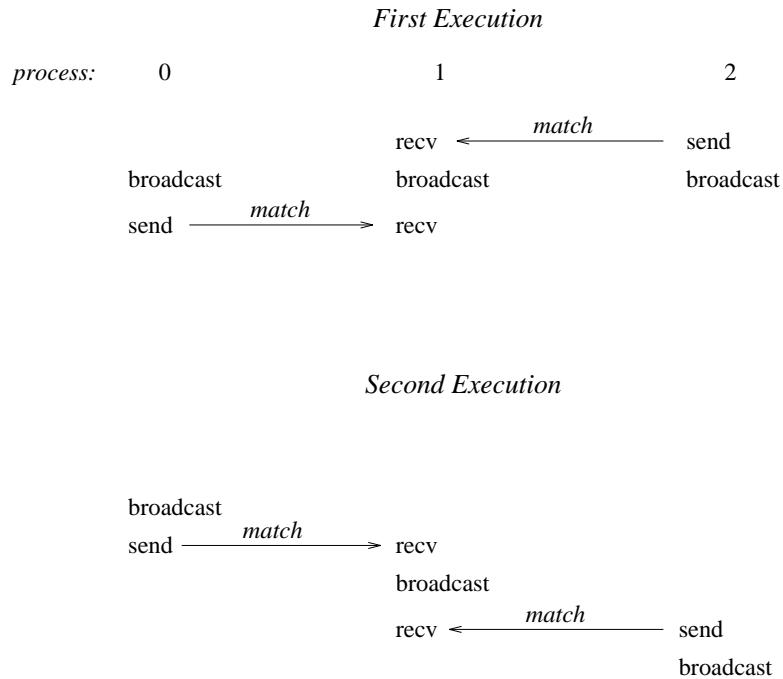 First Execution
process: 0 1 2
recv match send
broadcast broadcast broadcast
send match recv
Second Execution
broadcast
send match recv
broadcast
recv match send
broadcast